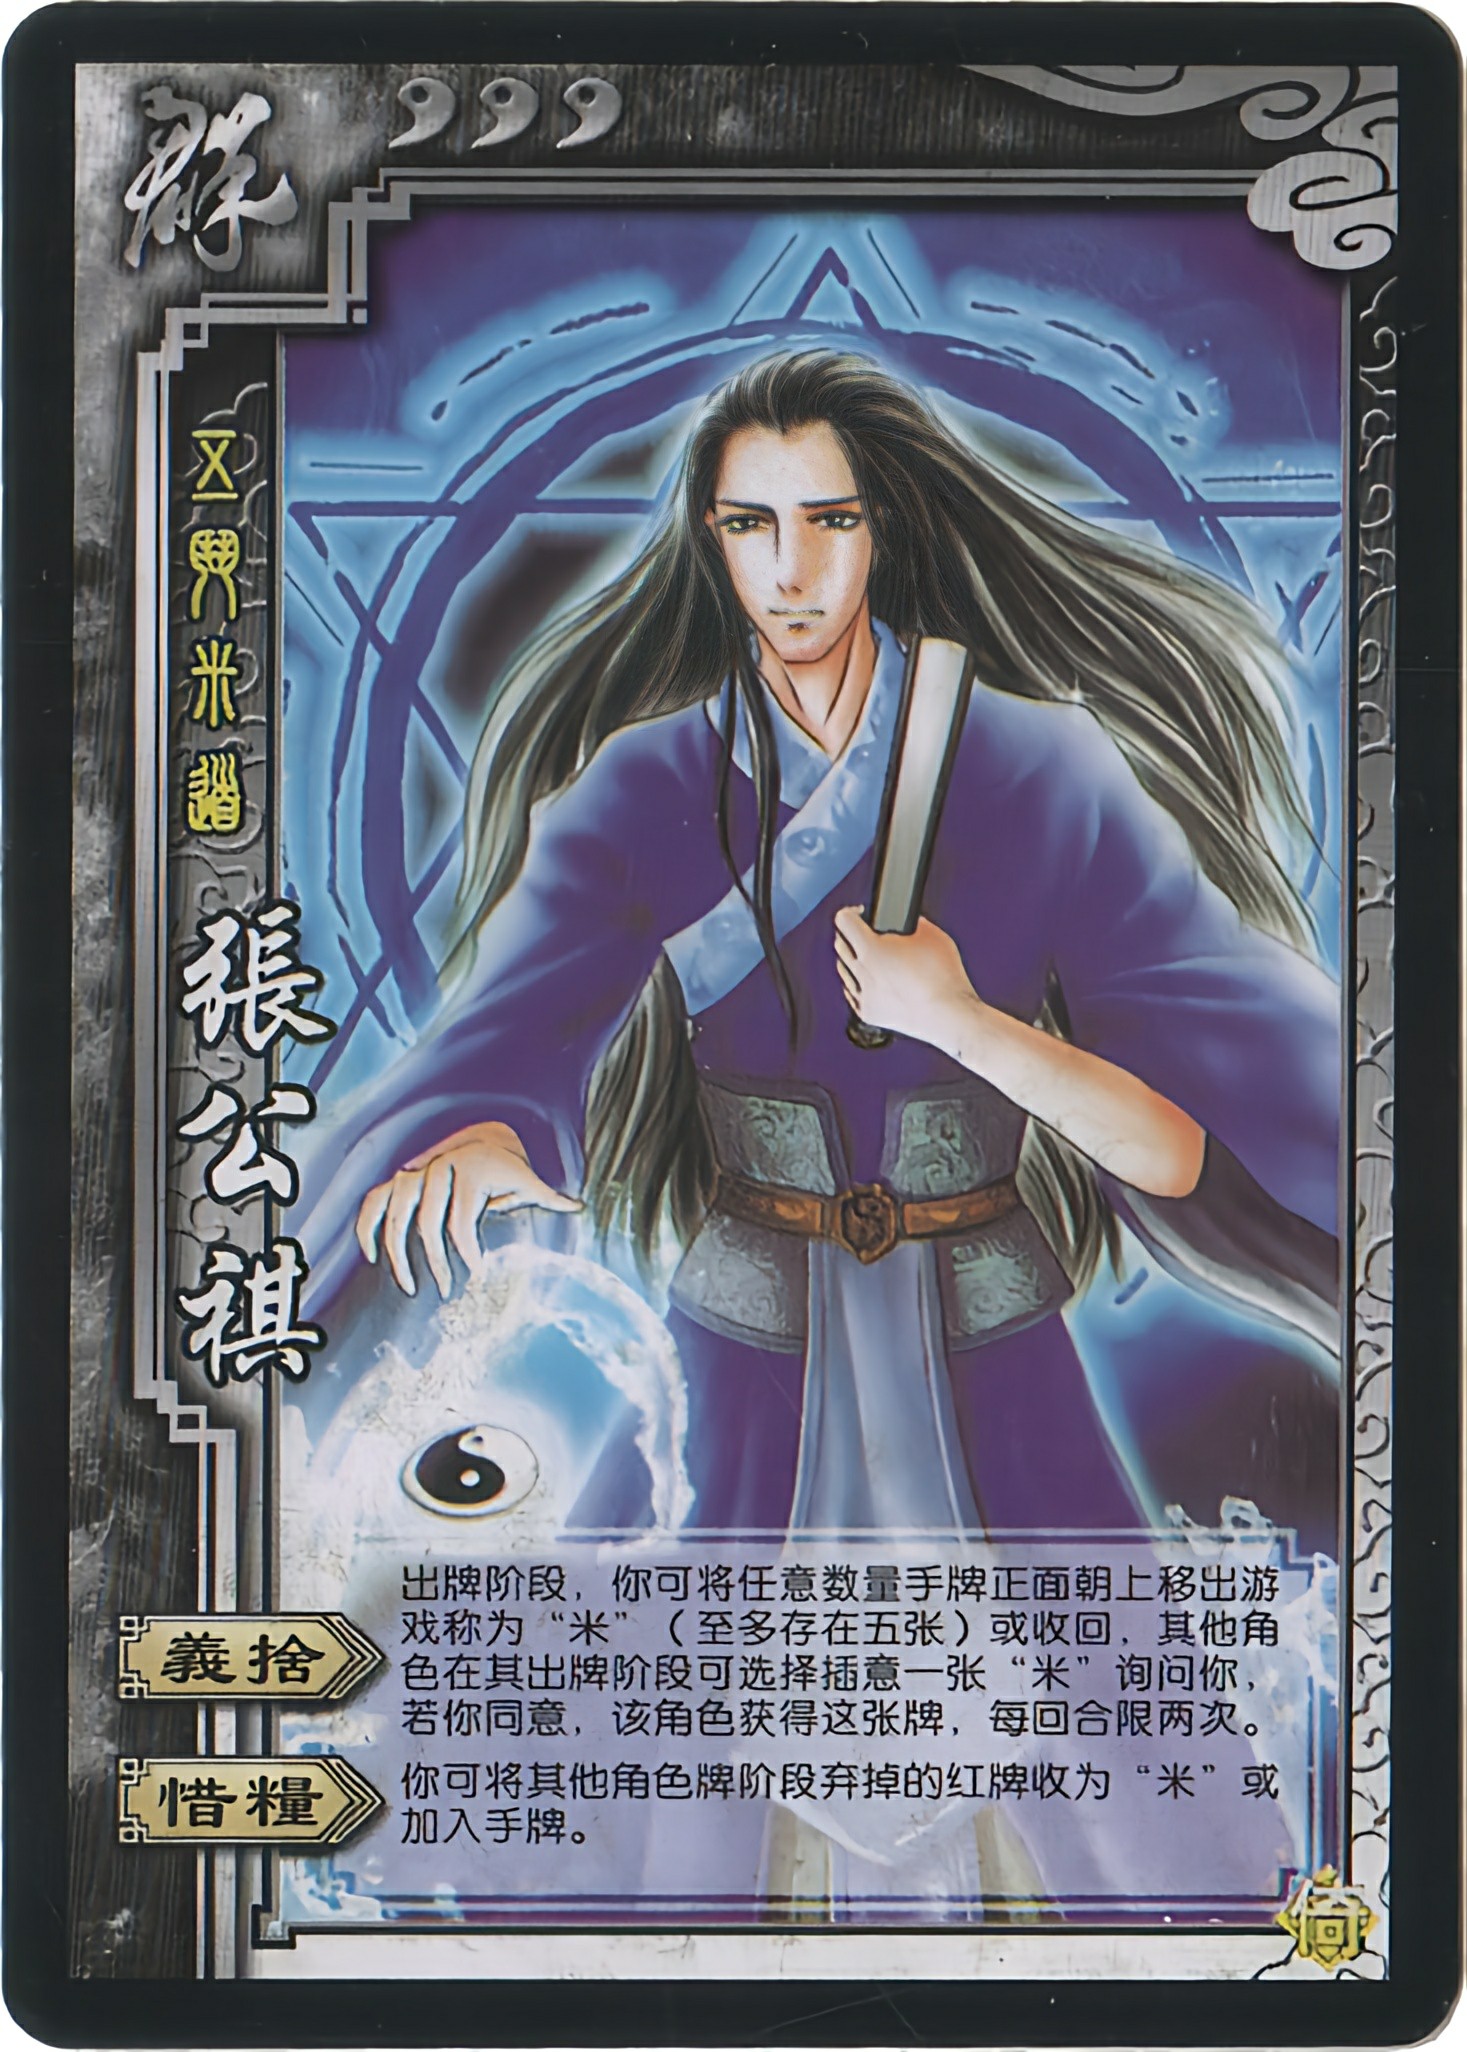 群
五鬥米道
張公祺
義捨
出牌阶段，你可将任意数量手牌正面朝上移出游
戏称为“米”（至多存在五张）或收回，其他角
色在其出牌阶段可选择插意一张“米”询问你，
若你同意，该角色获得这张牌，每回合限两次。
惜糧
你可将其他角色牌阶段弃掉的红牌收为“米”或
加入手牌。